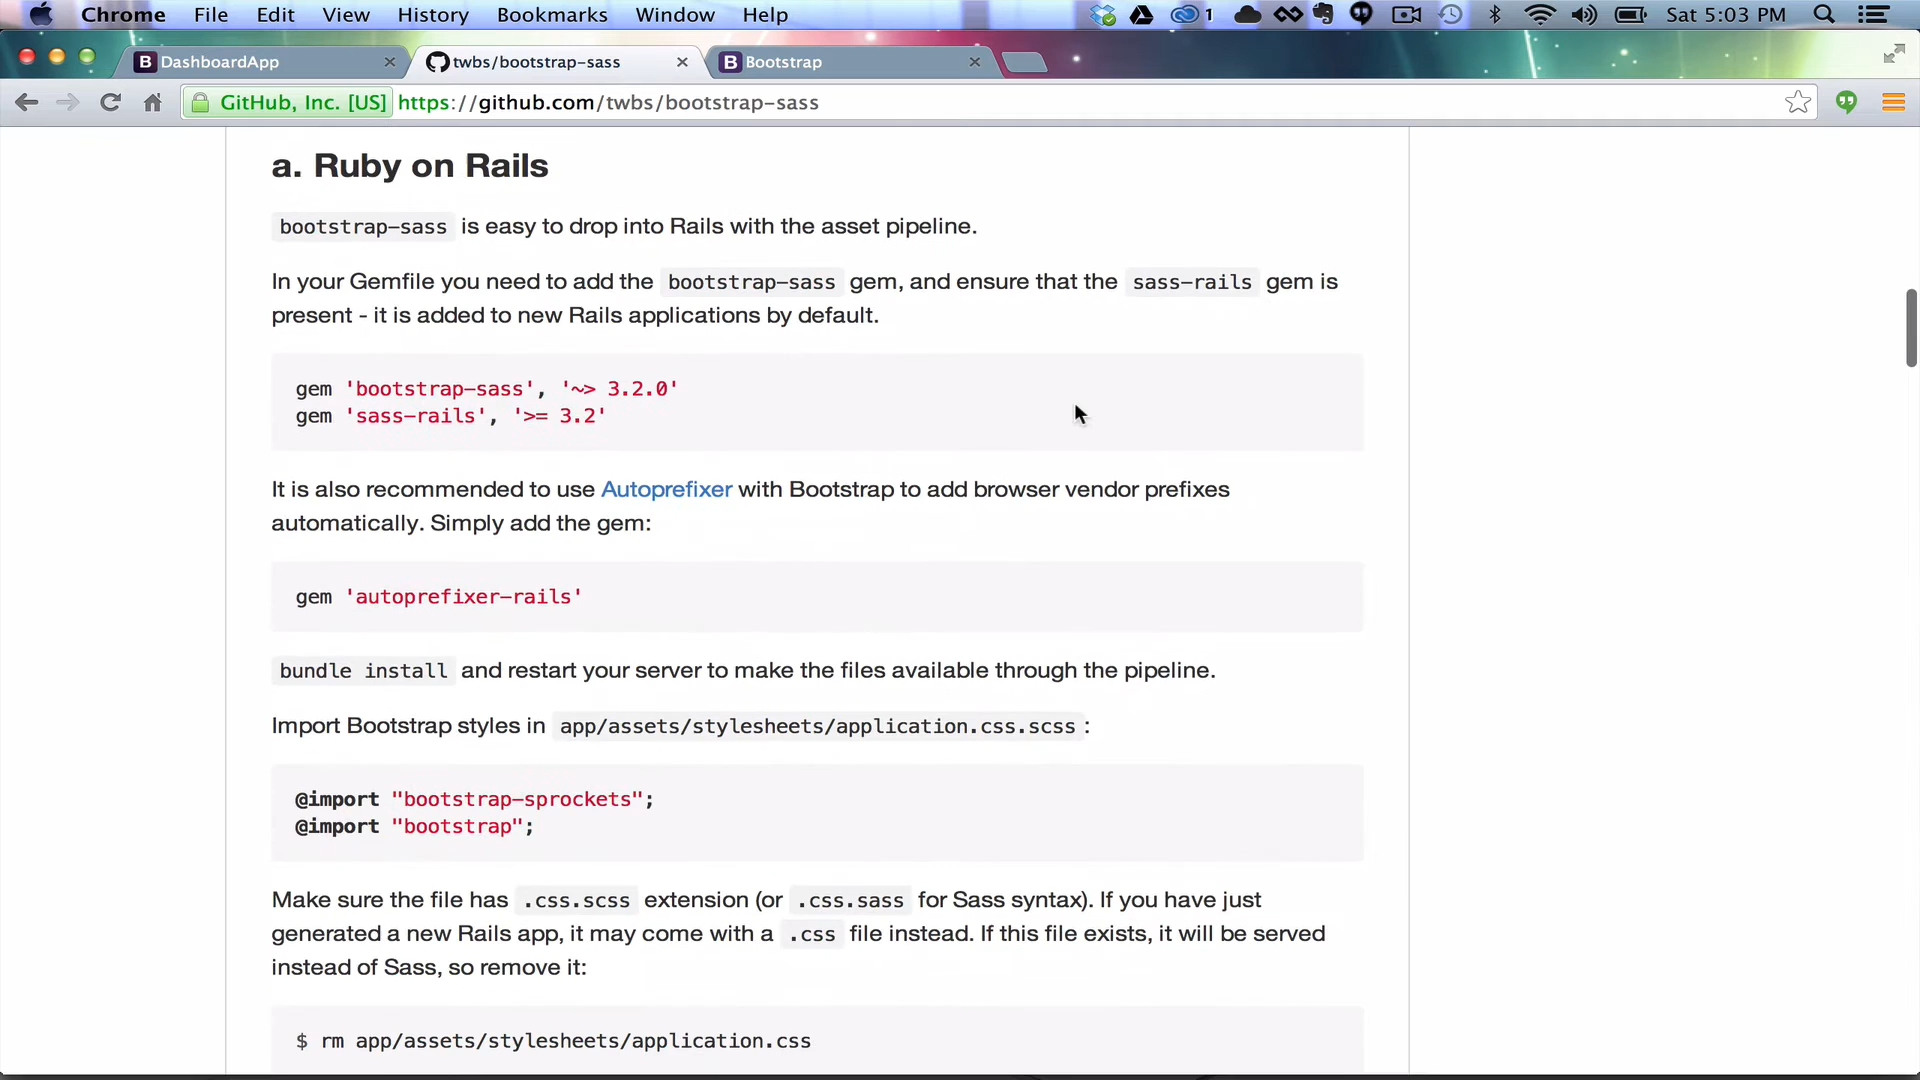 Chrome File Edit View History Bookmarks Window Help 1 Sat 5:03 PM
DashboardApp twbs/bootstrap-sass Bootstrap
GitHub, Inc. [US] https://github.com/twbs/bootstrap-sass
a. Ruby on Rails
bootstrap-sass is easy to drop into Rails with the asset pipeline.
In your Gemfile you need to add the bootstrap-sass gem, and ensure that the sass-rails gem is
present - it is added to new Rails applications by default.
gem 'bootstrap-sass', '~> 3.2.0'
gem 'sass-rails', '>= 3.2'
It is also recommended to use Autoprefixer with Bootstrap to add browser vendor prefixes
automatically. Simply add the gem:
gem 'autoprefixer-rails'
bundle install and restart your server to make the files available through the pipeline.
Import Bootstrap styles in app/assets/stylesheets/application.css.scss:
@import "bootstrap-sprockets";
@import "bootstrap";
Make sure the file has .css.scss extension (or .css.sass for Sass syntax). If you have just
generated a new Rails app, it may come with a .css file instead. If this file exists, it will be served
instead of Sass, so remove it:
$ rm app/assets/stylesheets/application.css